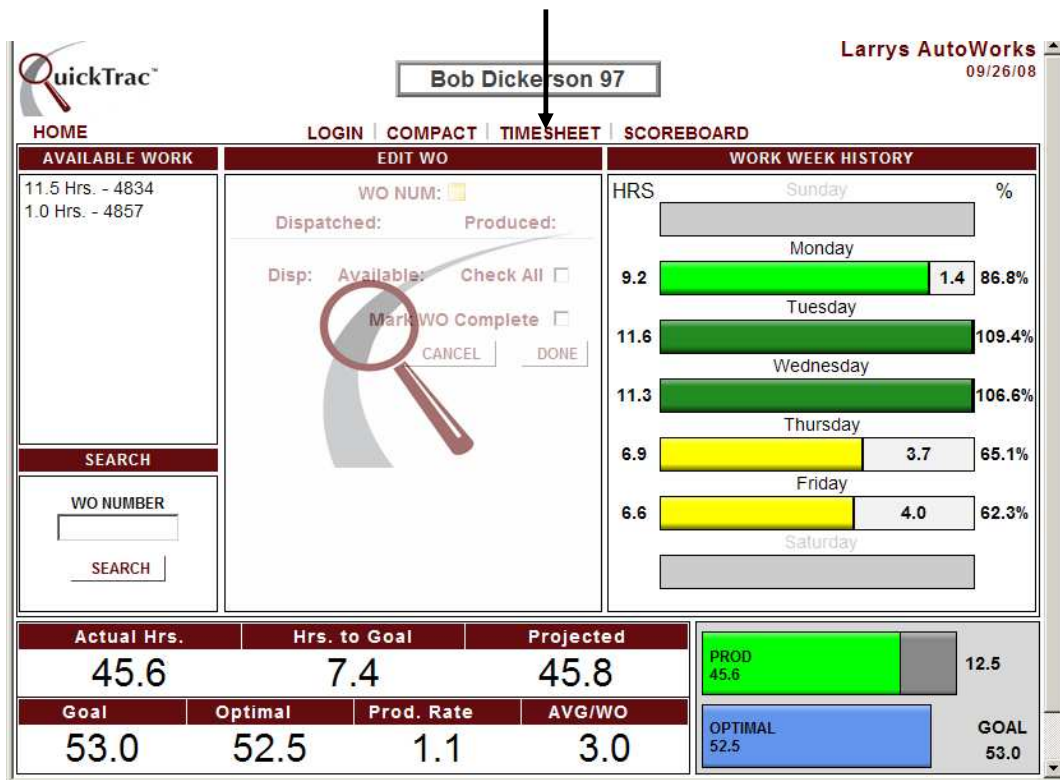 QuickTrac™
Bob Dickerson 97
Larrys AutoWorks
09/26/08
HOME
LOGIN | COMPACT | TIMESHEET | SCOREBOARD
AVAILABLE WORK
11.5 Hrs. - 4834
1.0 Hrs. - 4857
SEARCH
WO NUMBER
SEARCH
EDIT WO
WO NUM:
Dispatched: Produced:
Disp: Available: Check All
Mark WO Complete
CANCEL DONE
WORK WEEK HISTORY
HRS Sunday %
Monday
9.2 1.4 86.8%
Tuesday
11.6 109.4%
Wednesday
11.3 106.6%
Thursday
6.9 3.7 65.1%
Friday
6.6 4.0 62.3%
Saturday
Actual Hrs. Hrs. to Goal Projected
45.6 7.4 45.8
Goal Optimal Prod. Rate AVG/WO
53.0 52.5 1.1 3.0
PROD
45.6
12.5
OPTIMAL
52.5
GOAL
53.0